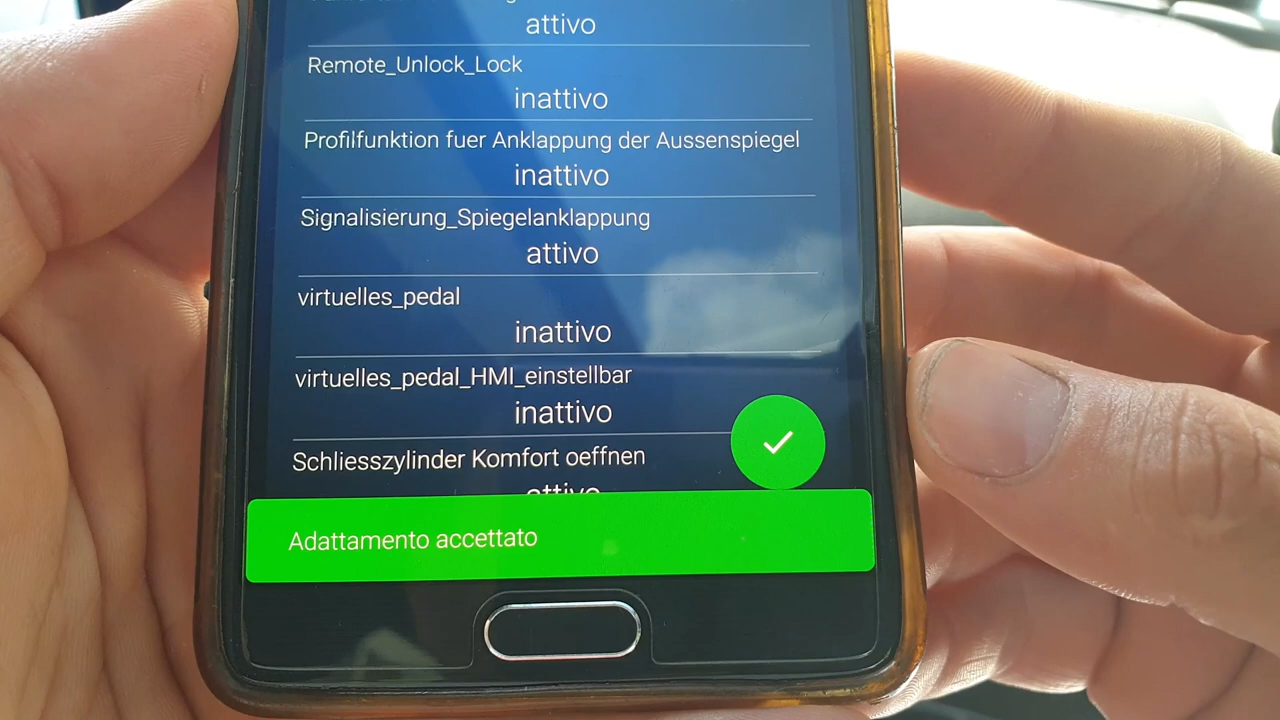 attivo
Remote_Unlock_Lock
inattivo
Profilfunktion fuer Anklappung der Aussenspiegel
inattivo
Signalisierung_Spiegelanklappung
attivo
virtuelles_pedal
inattivo
virtuelles_pedal_HMI_einstellbar
inattivo
Schliesszylinder Komfort oeffnen
attivo
Adattamento accettato